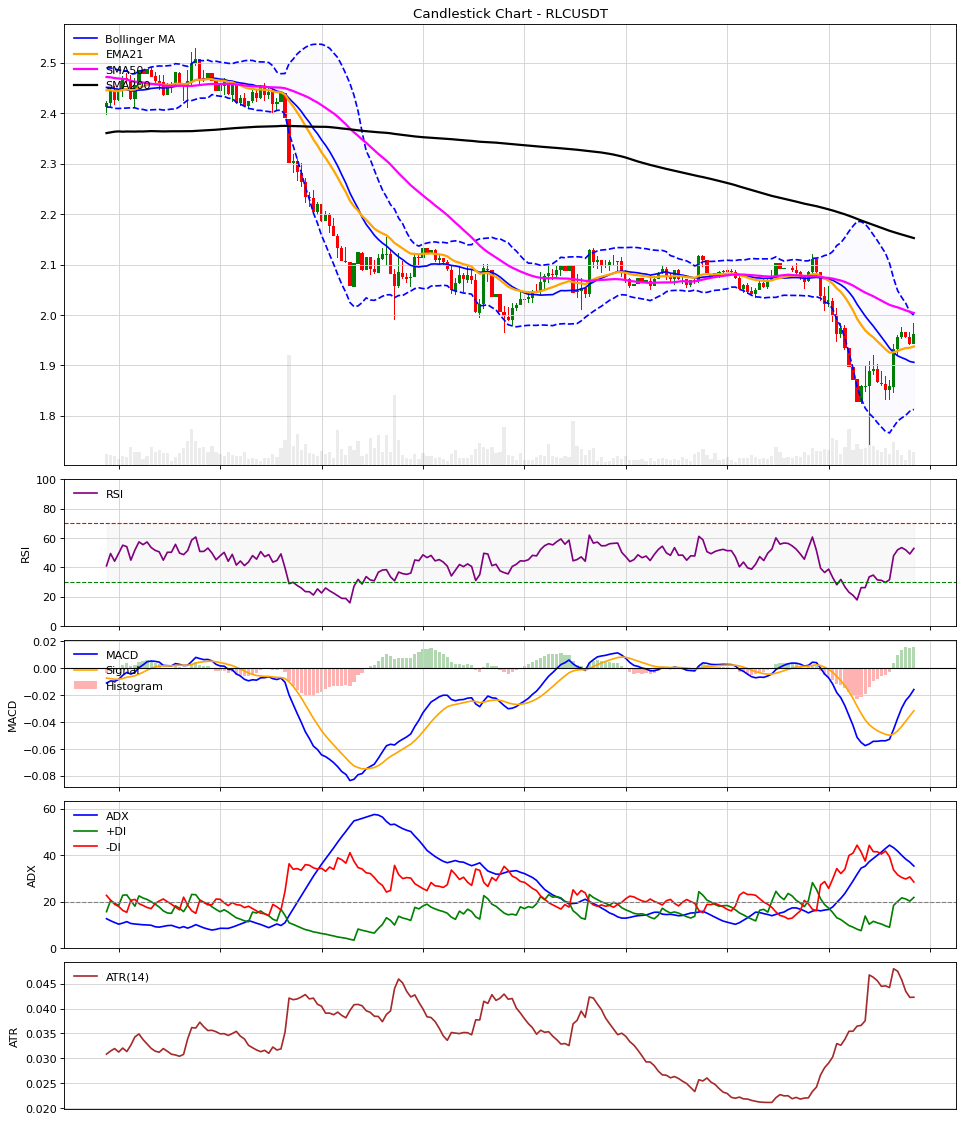 Candlestick Chart - RLCUSDT
Bollinger MA
EMA21
SMA50
SMA200
2.5
2.4
2.3
2.2
2.1
2.0
1.9
1.8
RSI
100
80
60
40
20
0
RSI
MACD
Signal
Histogram
0.02
0.00
−0.02
−0.04
−0.06
−0.08
MACD
ADX
+DI
-DI
60
40
20
0
ADX
ATR(14)
0.045
0.040
0.035
0.030
0.025
0.020
ATR